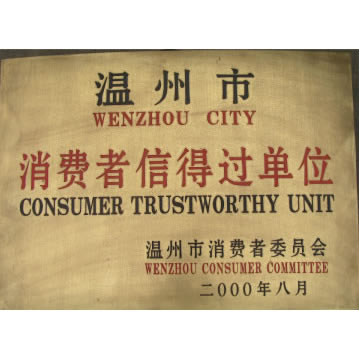 温州市
WENZHOU CITY
消费者信得过单位
CONSUMER TRUSTWORTHY UNIT
温州市消费者委员会
WENZHOU CONSUMER COMMITTEE
二000年八月